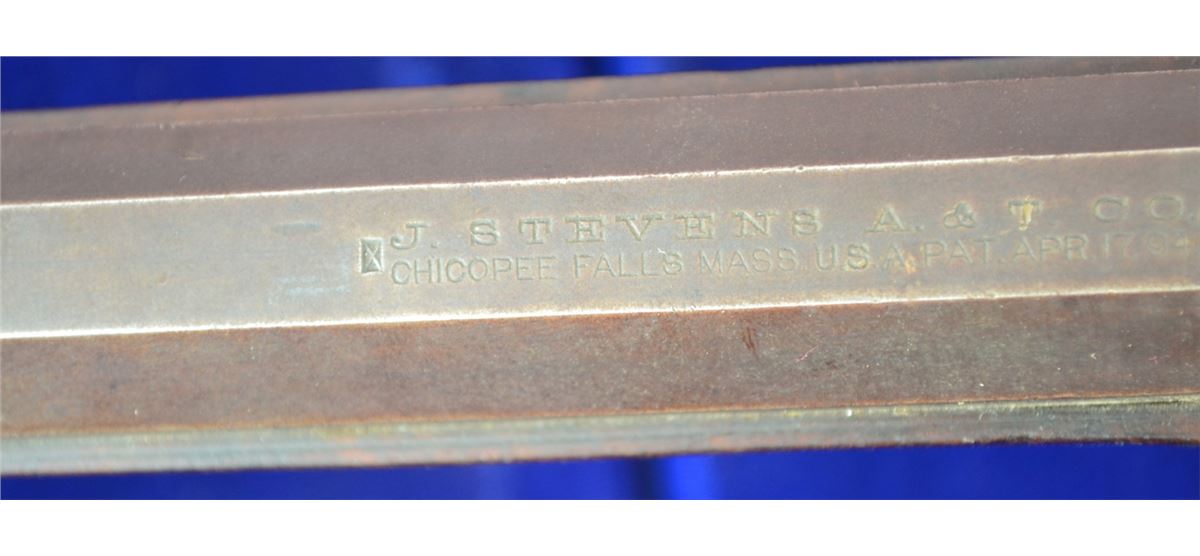 J. STEVENS A. & T. CO.
CHICOPEE FALLS MASS. U.S.A. PAT. APR. 17. 94